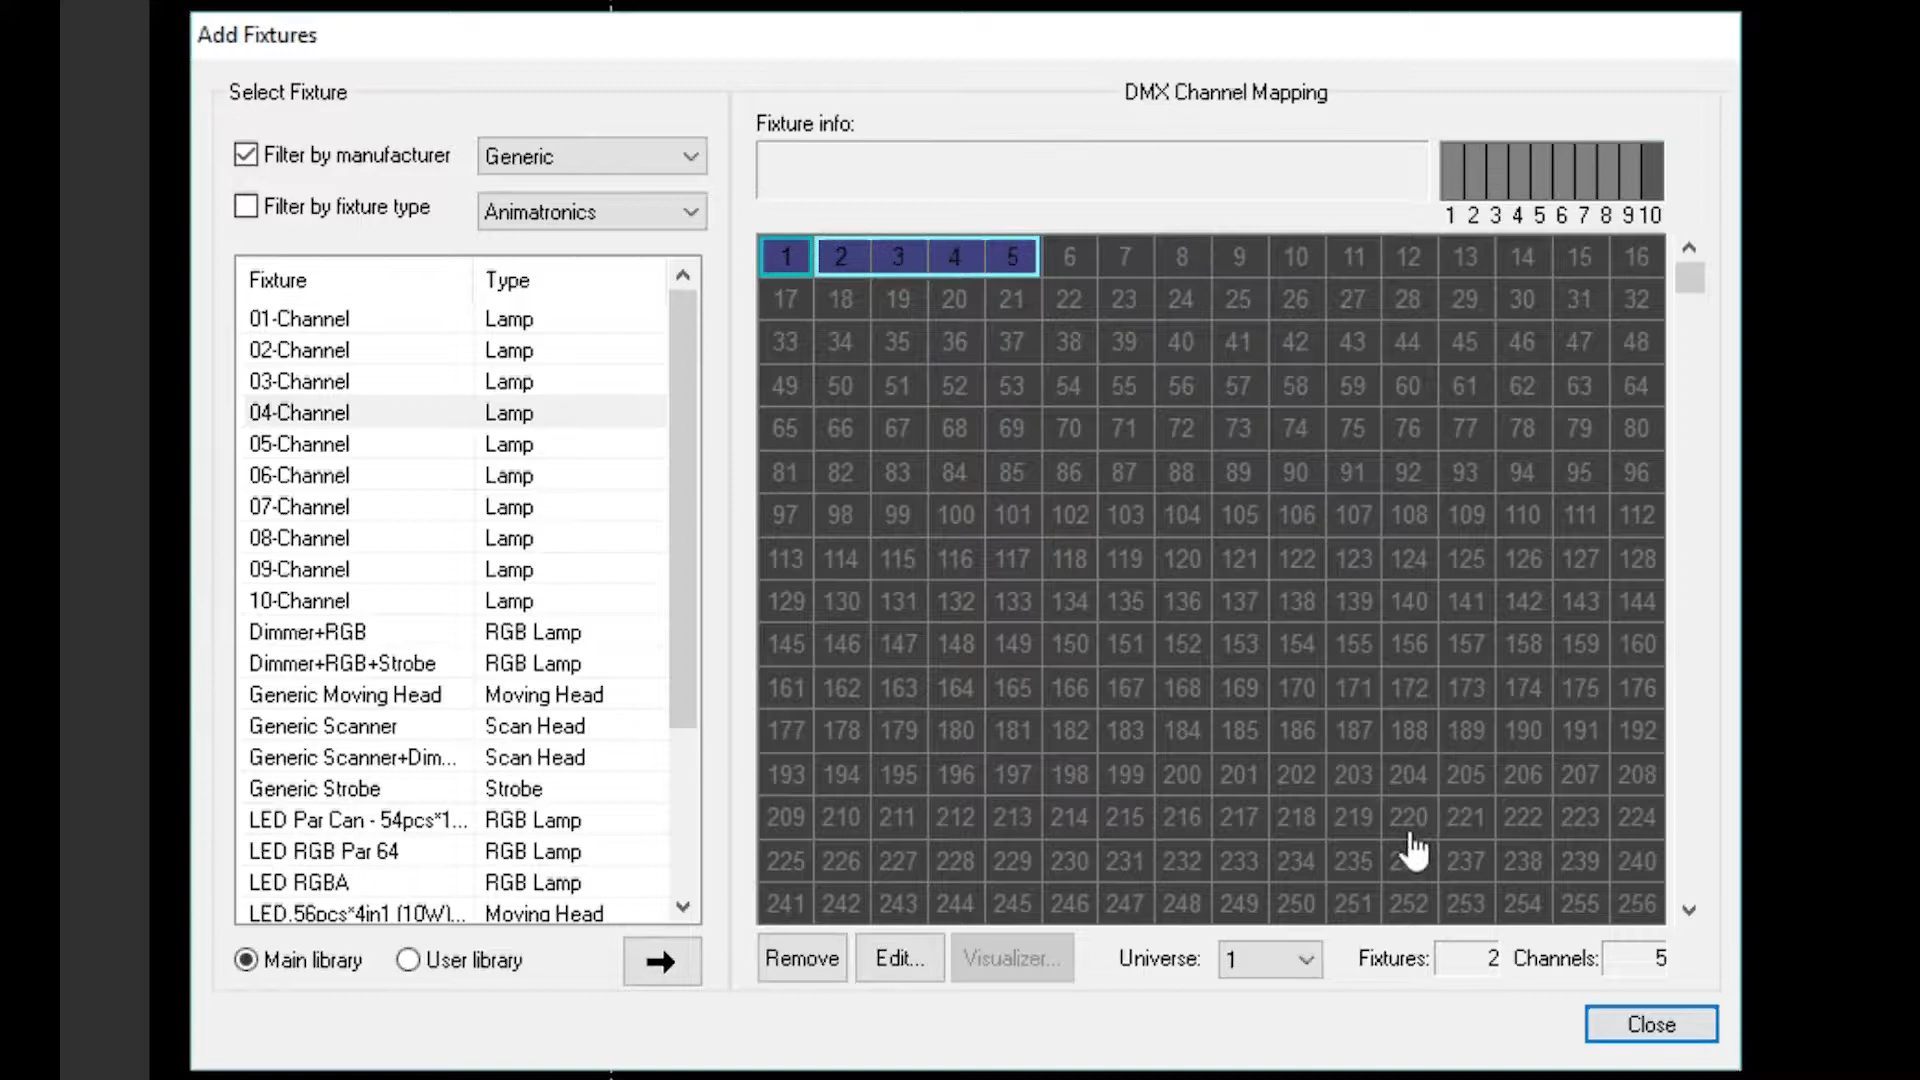 Add Fixtures
Select Fixture
Filter by manufacturer Generic
Filter by fixture type Animatronics
Fixture Type
01-Channel Lamp
02-Channel Lamp
03-Channel Lamp
04-Channel Lamp
05-Channel Lamp
06-Channel Lamp
07-Channel Lamp
08-Channel Lamp
09-Channel Lamp
10-Channel Lamp
Dimmer+RGB RGB Lamp
Dimmer+RGB+Strobe RGB Lamp
Generic Moving Head Moving Head
Generic Scanner Scan Head
Generic Scanner+Dim... Scan Head
Generic Strobe Strobe
LED Par Can - 54pcs*1... RGB Lamp
LED RGB Par 64 RGB Lamp
LED RGBA RGB Lamp
LED.56pcs*4in1 (10W)... Moving Head
Main library User library
DMX Channel Mapping
Fixture info:
1 2 3 4 5 6 7 8 9 10
1 2 3 4 5 6 7 8 9 10 11 12 13 14 15 16
17 18 19 20 21 22 23 24 25 26 27 28 29 30 31 32
33 34 35 36 37 38 39 40 41 42 43 44 45 46 47 48
49 50 51 52 53 54 55 56 57 58 59 60 61 62 63 64
65 66 67 68 69 70 71 72 73 74 75 76 77 78 79 80
81 82 83 84 85 86 87 88 89 90 91 92 93 94 95 96
97 98 99 100 101 102 103 104 105 106 107 108 109 110 111 112
113 114 115 116 117 118 119 120 121 122 123 124 125 126 127 128
129 130 131 132 133 134 135 136 137 138 139 140 141 142 143 144
145 146 147 148 149 150 151 152 153 154 155 156 157 158 159 160
161 162 163 164 165 166 167 168 169 170 171 172 173 174 175 176
177 178 179 180 181 182 183 184 185 186 187 188 189 190 191 192
193 194 195 196 197 198 199 200 201 202 203 204 205 206 207 208
209 210 211 212 213 214 215 216 217 218 219 220 221 222 223 224
225 226 227 228 229 230 231 232 233 234 235 237 238 239 240
241 242 243 244 245 246 247 248 249 250 251 252 253 254 255 256
Remove Edit... Visualizer... Universe: 1 Fixtures: 2 Channels: 5
Close